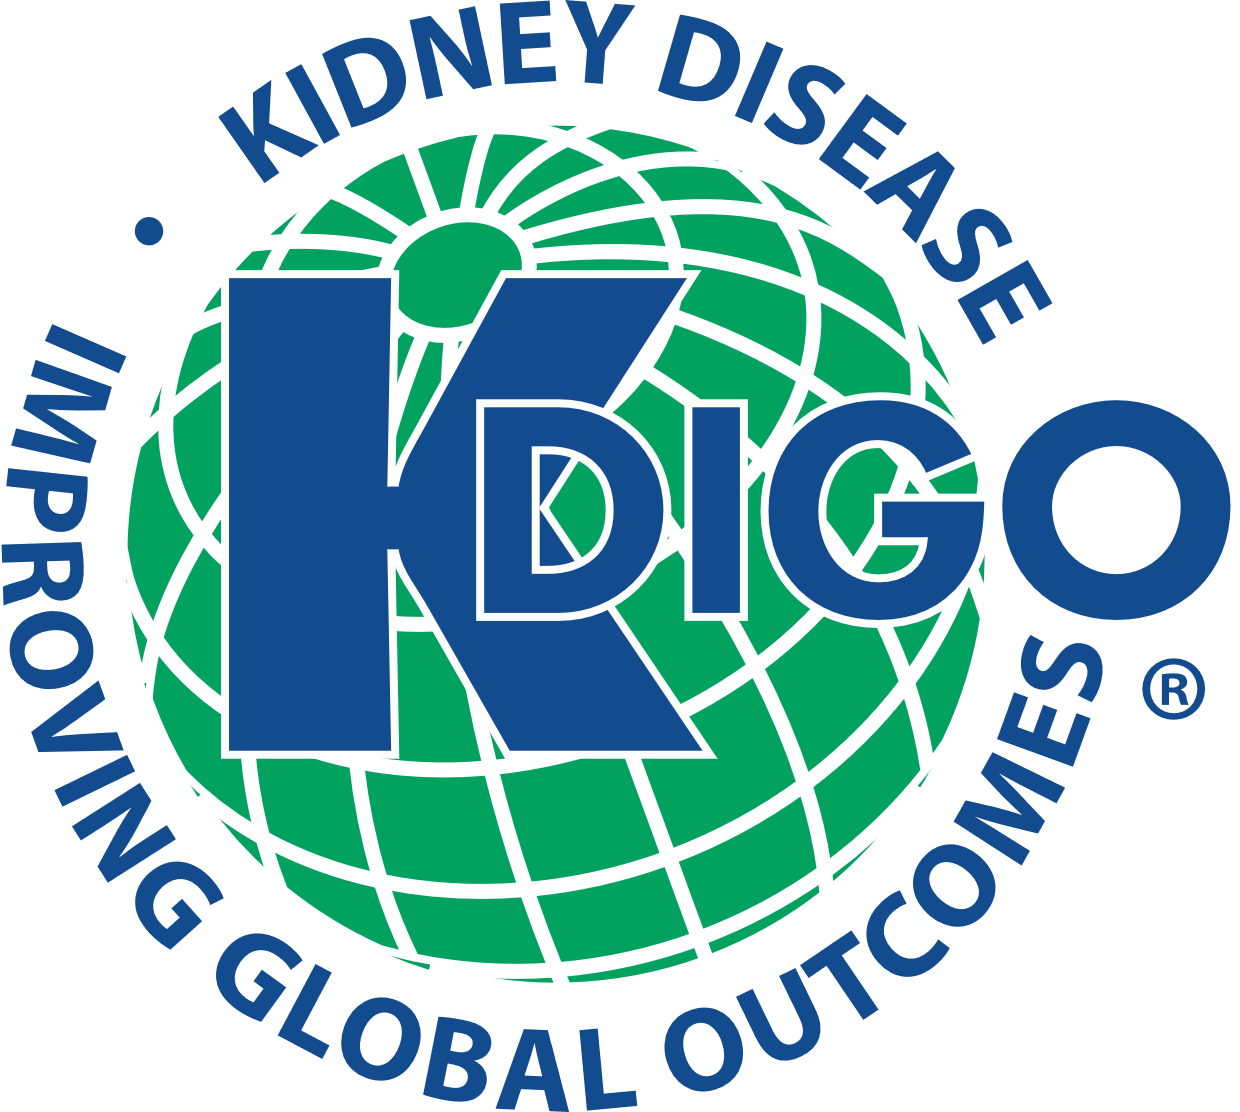 KIDNEY DISEASE
KDIGO
®
• IMPROVING GLOBAL OUTCOMES